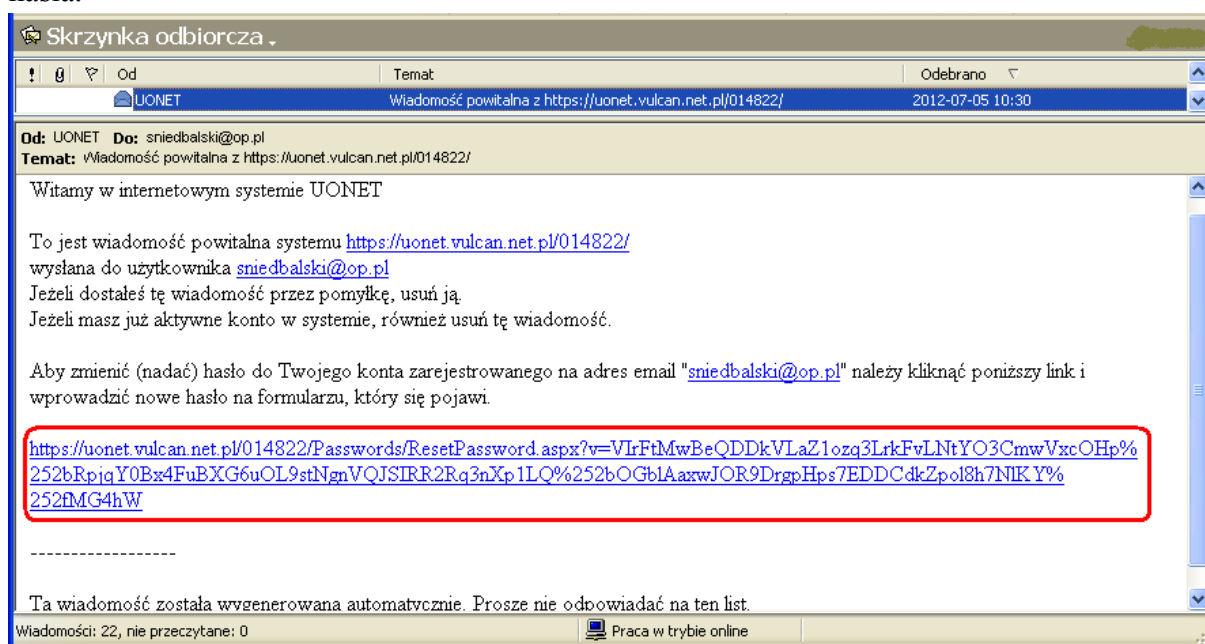 Skrzynka odbiorcza
! Od Temat Odebrano
UONET Wiadomość powitalna z https://uonet.vulcan.net.pl/014822/ 2012-07-05 10:30
Od: UONET Do: sniedbalski@op.pl
Temat: Wiadomość powitalna z https://uonet.vulcan.net.pl/014822/
Witamy w internetowym systemie UONET
To jest wiadomość powitalna systemu https://uonet.vulcan.net.pl/014822/
wysłana do użytkownika sniedbalski@op.pl
Jeżeli dostałeś tę wiadomość przez pomyłkę, usuń ją.
Jeżeli masz już aktywne konto w systemie, również usuń tę wiadomość.
Aby zmienić (nadać) hasło do Twojego konta zarejestrowanego na adres email "sniedbalski@op.pl" należy kliknąć poniższy link i
wprowadzić nowe hasło na formularzu, który się pojawi.
https://uonet.vulcan.net.pl/014822/Passwords/ResetPassword.aspx?v=VIrFtMwBeQDDkVLaZ1ozq3LrkFvLNtYO3CmwVxcOHp%
252bRpjqY0Bx4FuBXG6uOL9stNgnVQJSIRR2Rq3nXp1LQ%252bOGblAaxwJOR9DrgpHps7EDDCdkZpol8h7NlKY%
252fMG4hW
------------------
Ta wiadomość została wygenerowana automatycznie. Proszę nie odpowiadać na ten list.
Wiadomości: 22, nie przeczytane: 0 Praca w trybie online